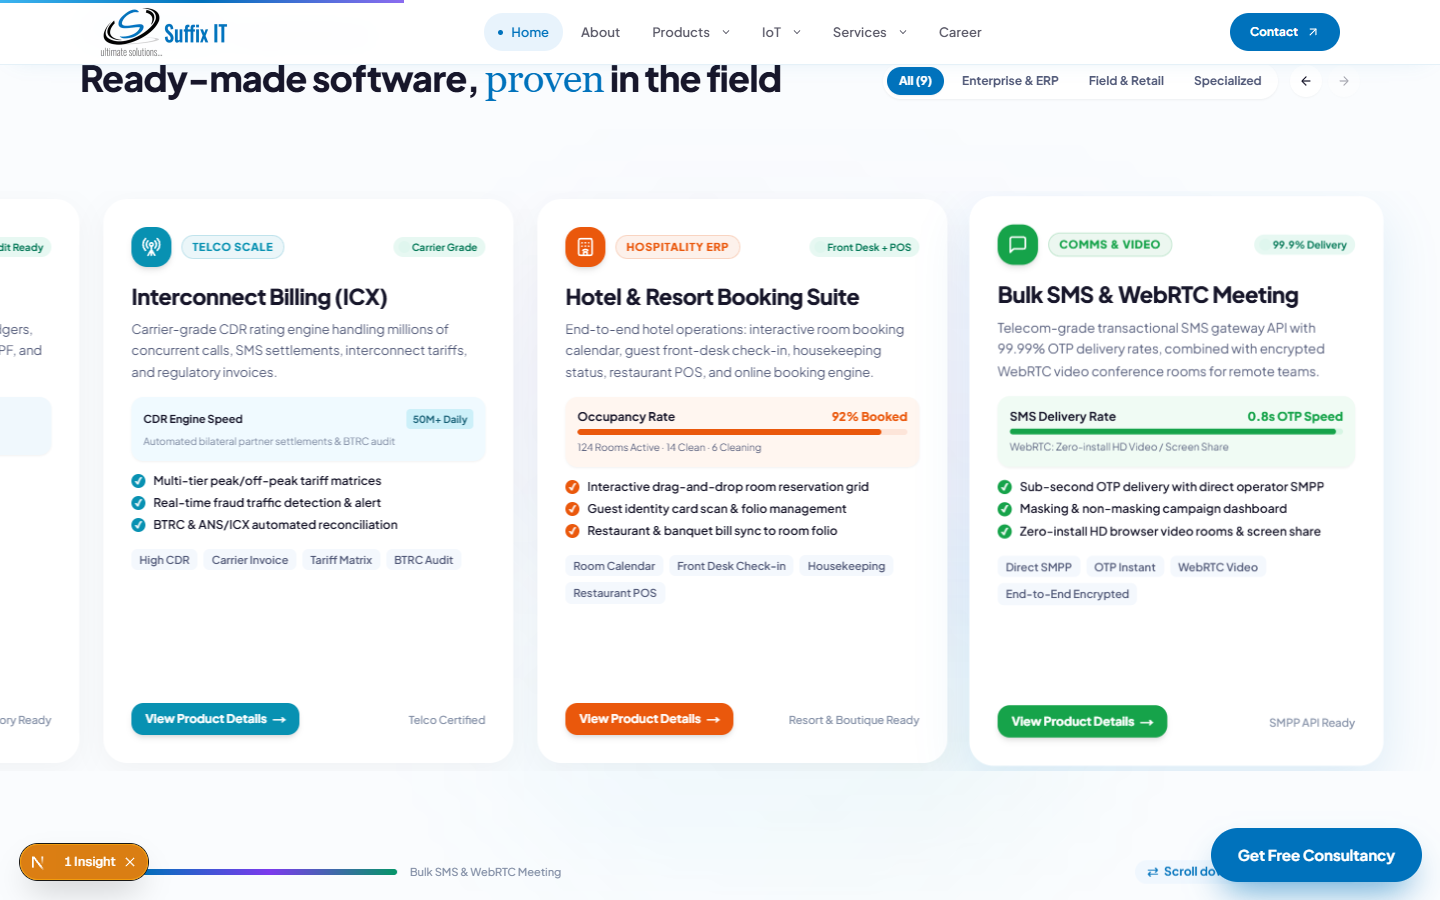 Suffix IT
ultimate solutions...
Home
About
Products
IoT
Services
Career
Contact
Ready-made software, proven in the field
All (9)
Enterprise & ERP
Field & Retail
Specialized
dit Ready
lgers,
PF, and
ory Ready
TELCO SCALE
Carrier Grade
Interconnect Billing (ICX)
Carrier-grade CDR rating engine handling millions of
concurrent calls, SMS settlements, interconnect tariffs,
and regulatory invoices.
CDR Engine Speed
50M+ Daily
Automated bilateral partner settlements & BTRC audit
Multi-tier peak/off-peak tariff matrices
Real-time fraud traffic detection & alert
BTRC & ANS/ICX automated reconciliation
High CDR
Carrier Invoice
Tariff Matrix
BTRC Audit
View Product Details →
Telco Certified
HOSPITALITY ERP
Front Desk + POS
Hotel & Resort Booking Suite
End-to-end hotel operations: interactive room booking
calendar, guest front-desk check-in, housekeeping
status, restaurant POS, and online booking engine.
Occupancy Rate
92% Booked
124 Rooms Active · 14 Clean · 6 Cleaning
Interactive drag-and-drop room reservation grid
Guest identity card scan & folio management
Restaurant & banquet bill sync to room folio
Room Calendar
Front Desk Check-in
Housekeeping
Restaurant POS
View Product Details →
Resort & Boutique Ready
COMMS & VIDEO
99.9% Delivery
Bulk SMS & WebRTC Meeting
Telecom-grade transactional SMS gateway API with
99.99% OTP delivery rates, combined with encrypted
WebRTC video conference rooms for remote teams.
SMS Delivery Rate
0.8s OTP Speed
WebRTC: Zero-install HD Video / Screen Share
Sub-second OTP delivery with direct operator SMPP
Masking & non-masking campaign dashboard
Zero-install HD browser video rooms & screen share
Direct SMPP
OTP Instant
WebRTC Video
End-to-End Encrypted
View Product Details →
SMPP API Ready
1 Insight
Bulk SMS & WebRTC Meeting
Scroll do
Get Free Consultancy